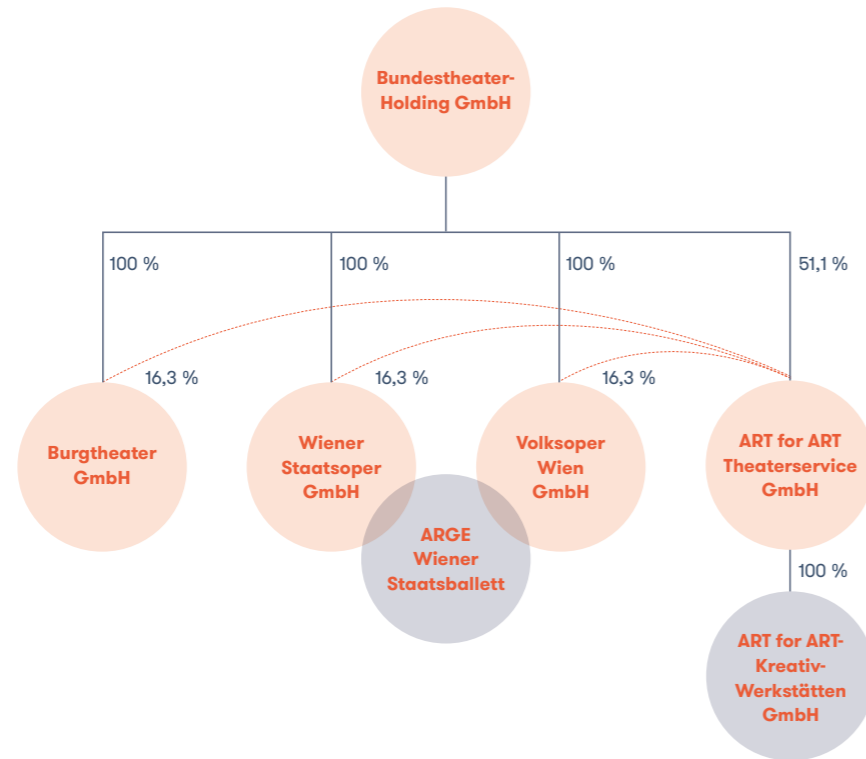 Bundestheater-
Holding GmbH
100 %
100 %
100 %
51,1 %
16,3 %
16,3 %
16,3 %
Burgtheater
GmbH
Wiener
Staatsoper
GmbH
Volksoper
Wien
GmbH
ART for ART
Theaterservice
GmbH
ARGE
Wiener
Staatsballett
100 %
ART for ART-
Kreativ-
Werkstätten
GmbH